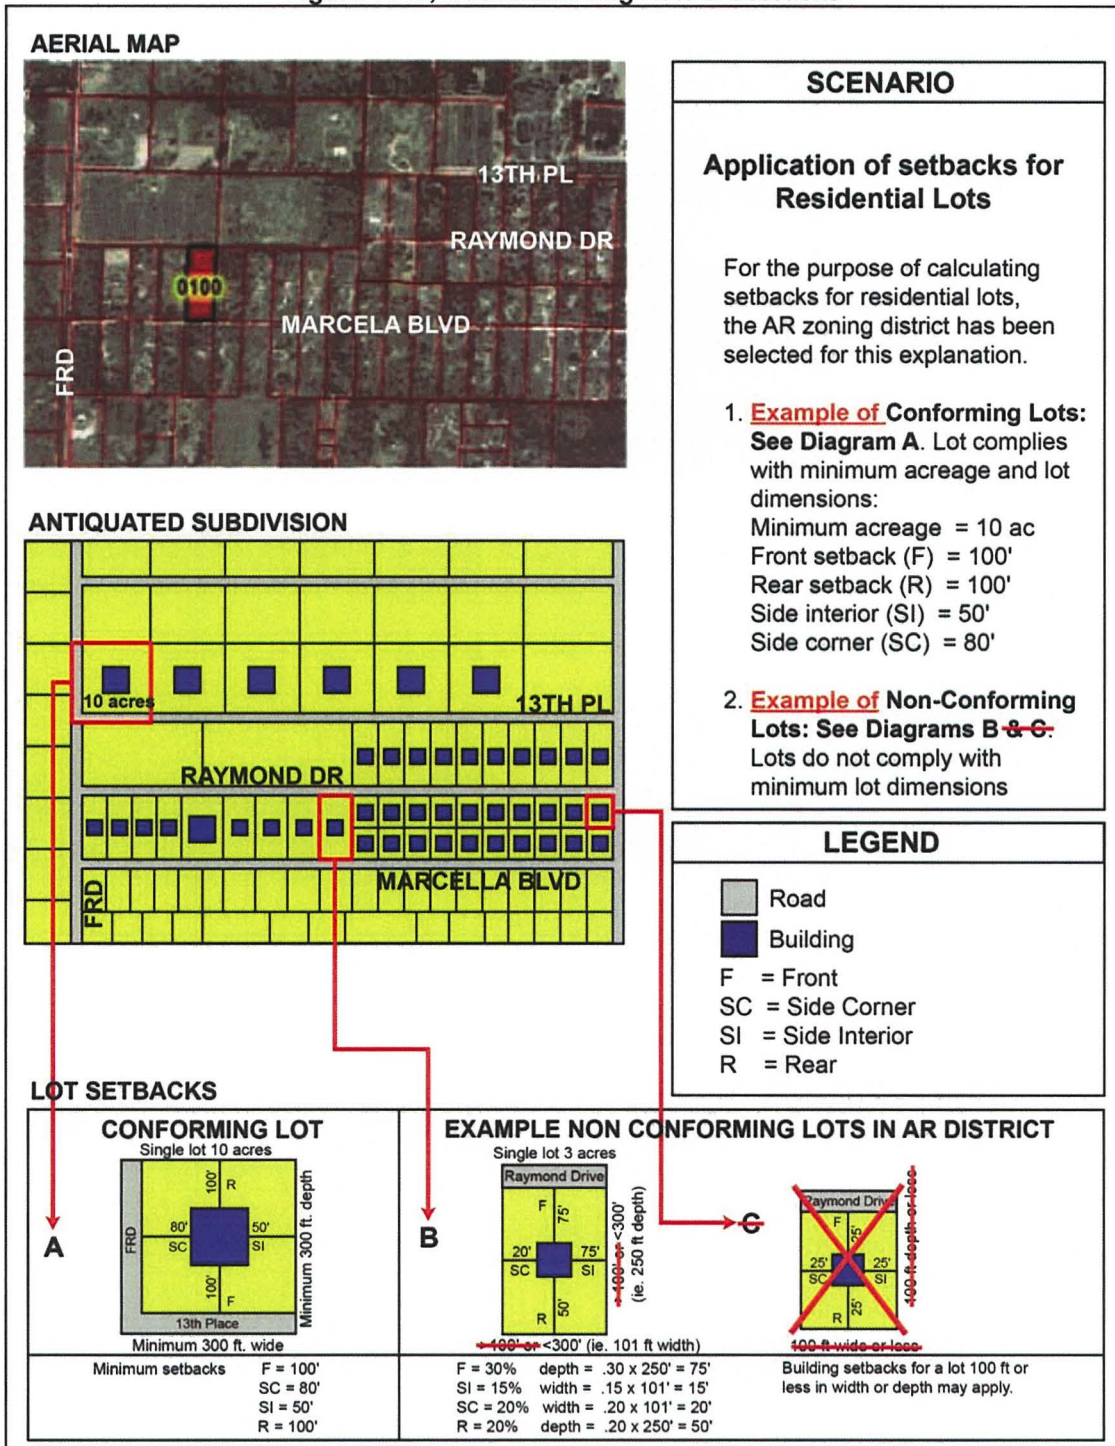 AERIAL MAP
13TH PL
RAYMOND DR
0100
MARCELA BLVD
FRD
SCENARIO
Application of setbacks for
Residential Lots
For the purpose of calculating
setbacks for residential lots,
the AR zoning district has been
selected for this explanation.
1. Example of Conforming Lots:
See Diagram A. Lot complies
with minimum acreage and lot
dimensions:
Minimum acreage = 10 ac
Front setback (F) = 100'
Rear setback (R) = 100'
Side interior (SI) = 50'
Side corner (SC) = 80'
2. Example of Non-Conforming
Lots: See Diagrams B & C.
Lots do not comply with
minimum lot dimensions
ANTIQUATED SUBDIVISION
10 acres
13TH PL
RAYMOND DR
MARCELLA BLVD
FRD
LEGEND
Road
Building
F = Front
SC = Side Corner
SI = Side Interior
R = Rear
LOT SETBACKS
CONFORMING LOT
Single lot 10 acres
A
FRD
100'
R
80'
SC
50'
SI
100'
F
13th Place
Minimum 300 ft. depth
Minimum 300 ft. wide
Minimum setbacks F = 100'
SC = 80'
SI = 50'
R = 100'
EXAMPLE NON CONFORMING LOTS IN AR DISTRICT
Single lot 3 acres
B
Raymond Drive
F
75'
20'
SC
75'
SI
R
50'
> 100' or <300'
(ie. 250 ft depth)
> 100' or <300' (ie. 101 ft width)
F = 30% depth = .30 x 250' = 75'
SI = 15% width = .15 x 101' = 15'
SC = 20% width = .20 x 101' = 20'
R = 20% depth = .20 x 250' = 50'
C
Raymond Drive
F
25'
25'
SC
25'
SI
R
25'
100 ft depth or less
100 ft wide or less
Building setbacks for a lot 100 ft or
less in width or depth may apply.